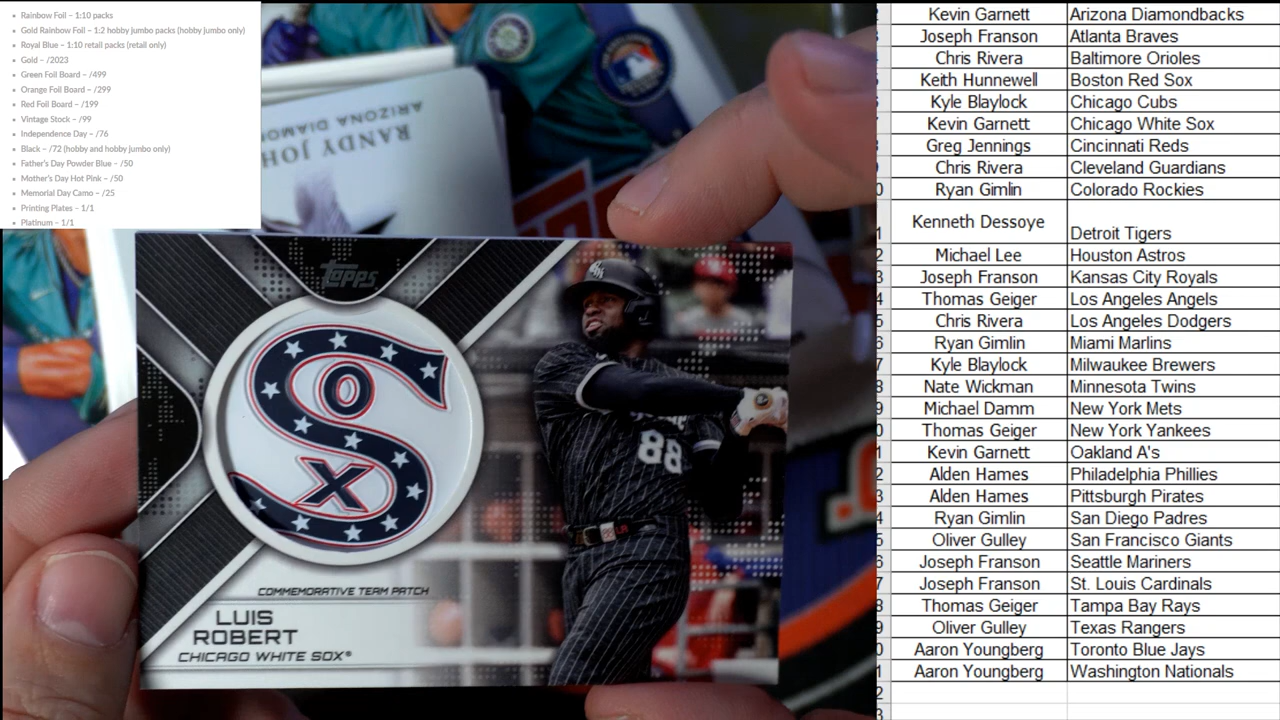 Rainbow Foil – 1:10 packs
Gold Rainbow Foil – 1:2 hobby jumbo packs (hobby jumbo only)
Royal Blue – 1:10 retail packs (retail only)
Gold – /2023
Green Foil Board – /499
Orange Foil Board – /299
Red Foil Board – /199
Vintage Stock – /99
Independence Day – /76
Black – /72 (hobby and hobby jumbo only)
Father's Day Powder Blue – /50
Mother's Day Hot Pink – /50
Memorial Day Camo – /25
Printing Plates – 1/1
Platinum – 1/1
RANDY JOH
ARIZONA DIAMON
Topps
SOX
88
COMMEMORATIVE TEAM PATCH
LUIS
ROBERT
CHICAGO WHITE SOX®
Kevin Garnett Arizona Diamondbacks
Joseph Franson Atlanta Braves
Chris Rivera Baltimore Orioles
Keith Hunnewell Boston Red Sox
Kyle Blaylock Chicago Cubs
Kevin Garnett Chicago White Sox
Greg Jennings Cincinnati Reds
Chris Rivera Cleveland Guardians
Ryan Gimlin Colorado Rockies
Kenneth Dessoye Detroit Tigers
Michael Lee Houston Astros
Joseph Franson Kansas City Royals
Thomas Geiger Los Angeles Angels
Chris Rivera Los Angeles Dodgers
Ryan Gimlin Miami Marlins
Kyle Blaylock Milwaukee Brewers
Nate Wickman Minnesota Twins
Michael Damm New York Mets
Thomas Geiger New York Yankees
Kevin Garnett Oakland A's
Alden Hames Philadelphia Phillies
Alden Hames Pittsburgh Pirates
Ryan Gimlin San Diego Padres
Oliver Gulley San Francisco Giants
Joseph Franson Seattle Mariners
Joseph Franson St. Louis Cardinals
Thomas Geiger Tampa Bay Rays
Oliver Gulley Texas Rangers
Aaron Youngberg Toronto Blue Jays
Aaron Youngberg Washington Nationals